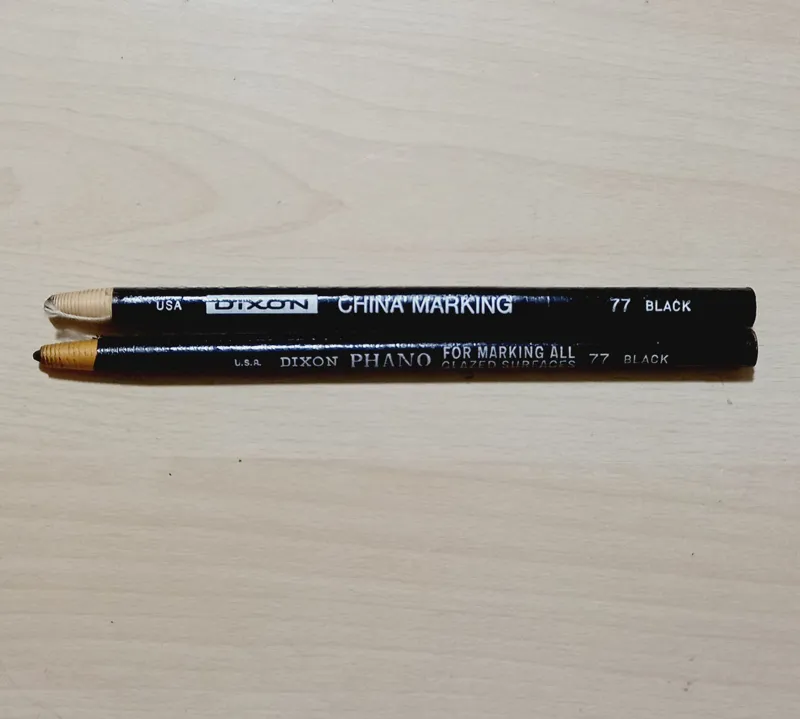 USA DIXON CHINA MARKING 77 BLACK
U.S.A. DIXON PHANO FOR MARKING ALL 77 BLACK
GLAZED SURFACES